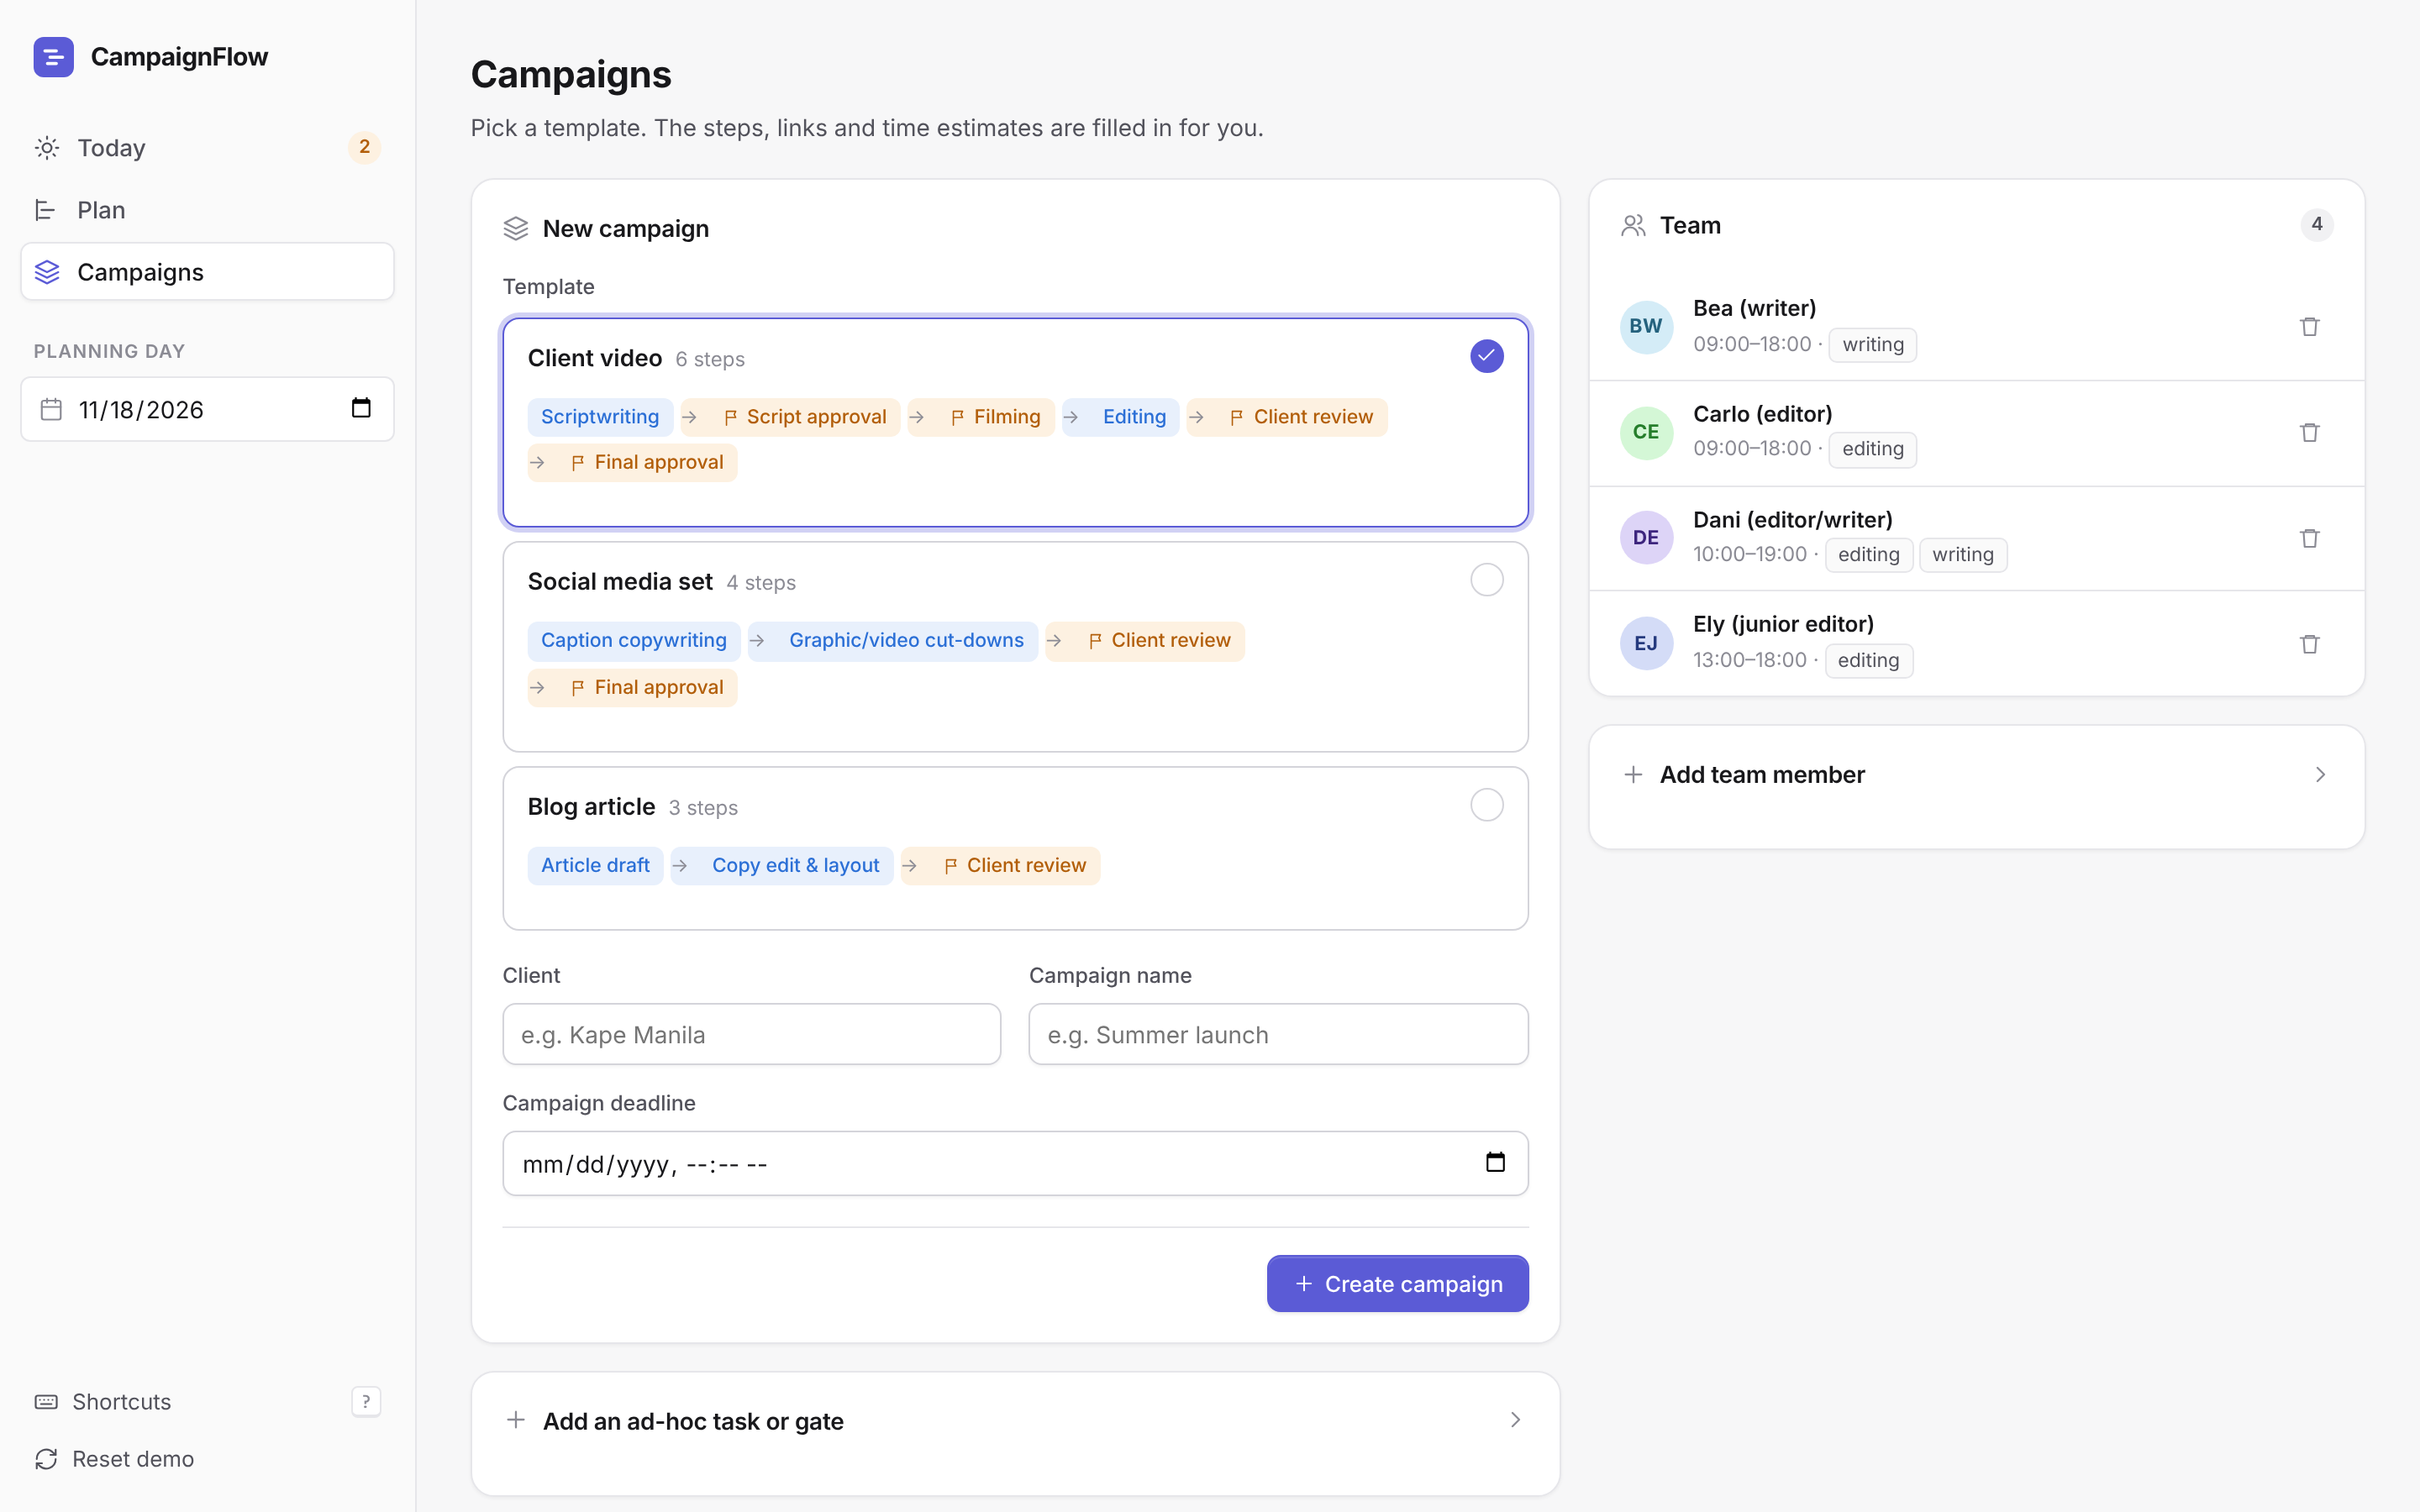 CampaignFlow
Today 2
Plan
Campaigns
PLANNING DAY
11/18/2026
Shortcuts ?
Reset demo
Campaigns
Pick a template. The steps, links and time estimates are filled in for you.
New campaign
Template
Client video 6 steps
Scriptwriting → Script approval → Filming → Editing → Client review
→ Final approval
Social media set 4 steps
Caption copywriting → Graphic/video cut-downs → Client review
→ Final approval
Blog article 3 steps
Article draft → Copy edit & layout → Client review
Client Campaign name
e.g. Kape Manila e.g. Summer launch
Campaign deadline
mm/dd/yyyy, --:-- --
+ Create campaign
+ Add an ad-hoc task or gate
Team 4
BW Bea (writer)
09:00–18:00 · writing
CE Carlo (editor)
09:00–18:00 · editing
DE Dani (editor/writer)
10:00–19:00 · editing writing
EJ Ely (junior editor)
13:00–18:00 · editing
+ Add team member